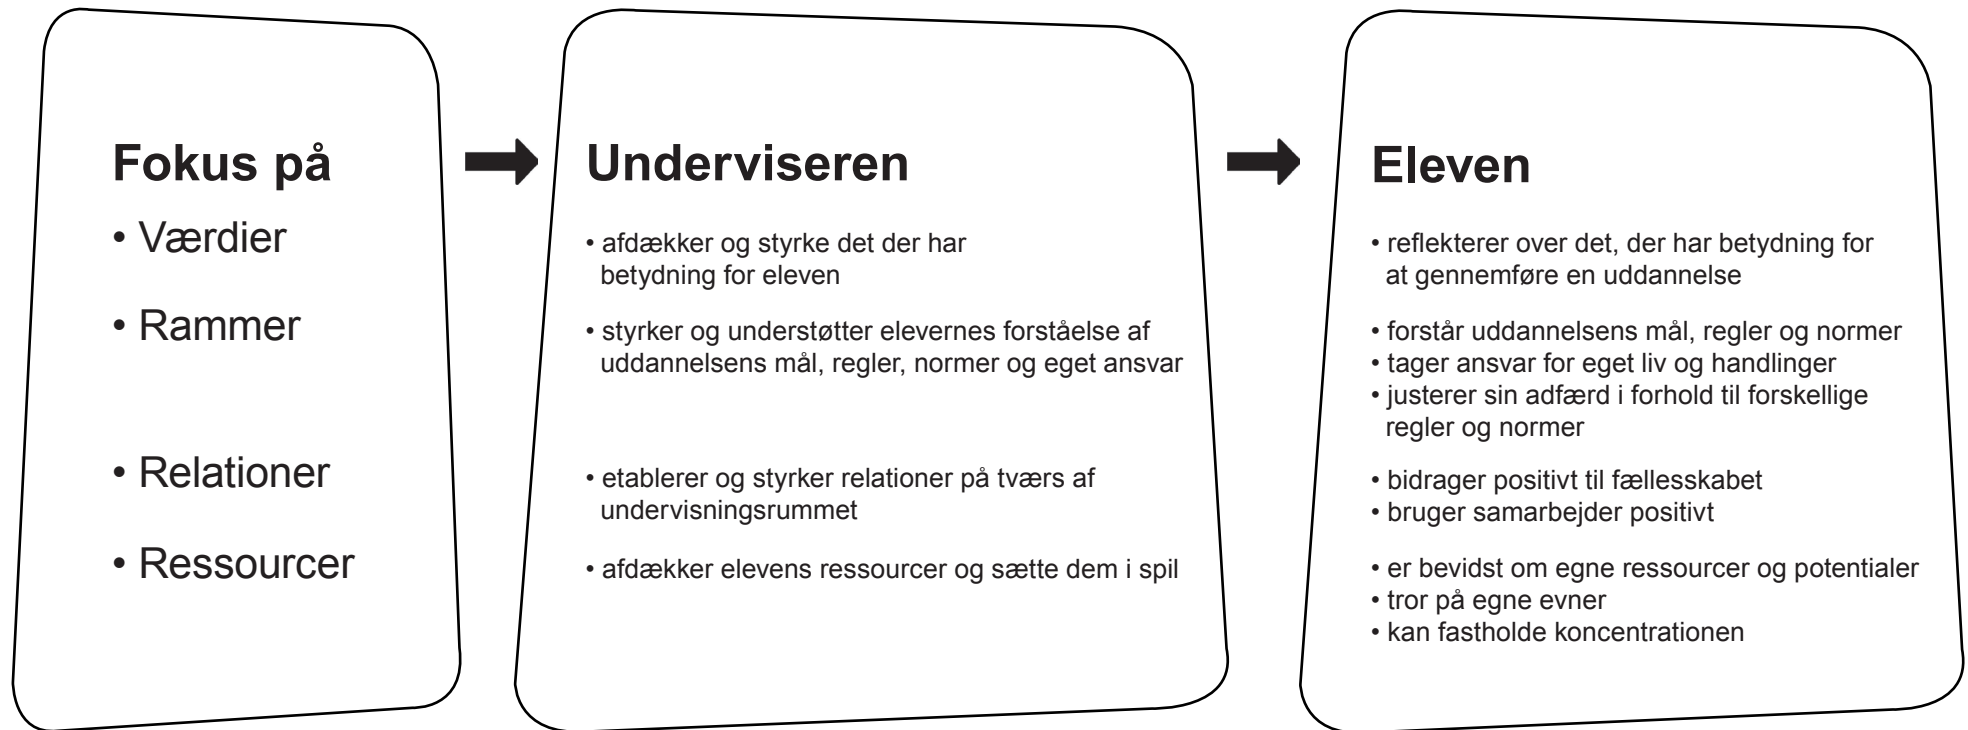 Fokus på
• Værdier
• Rammer
• Relationer
• Ressourcer
Underviseren
• afdækker og styrke det der har
betydning for eleven
• styrker og understøtter elevernes forståelse af
uddannelsens mål, regler, normer og eget ansvar
• etablerer og styrker relationer på tværs af
undervisningsrummet
• afdækker elevens ressourcer og sætte dem i spil
Eleven
• reflekterer over det, der har betydning for
at gennemføre en uddannelse
• forstår uddannelsens mål, regler og normer
• tager ansvar for eget liv og handlinger
• justerer sin adfærd i forhold til forskellige
regler og normer
• bidrager positivt til fællesskabet
• bruger samarbejder positivt
• er bevidst om egne ressourcer og potentialer
• tror på egne evner
• kan fastholde koncentrationen